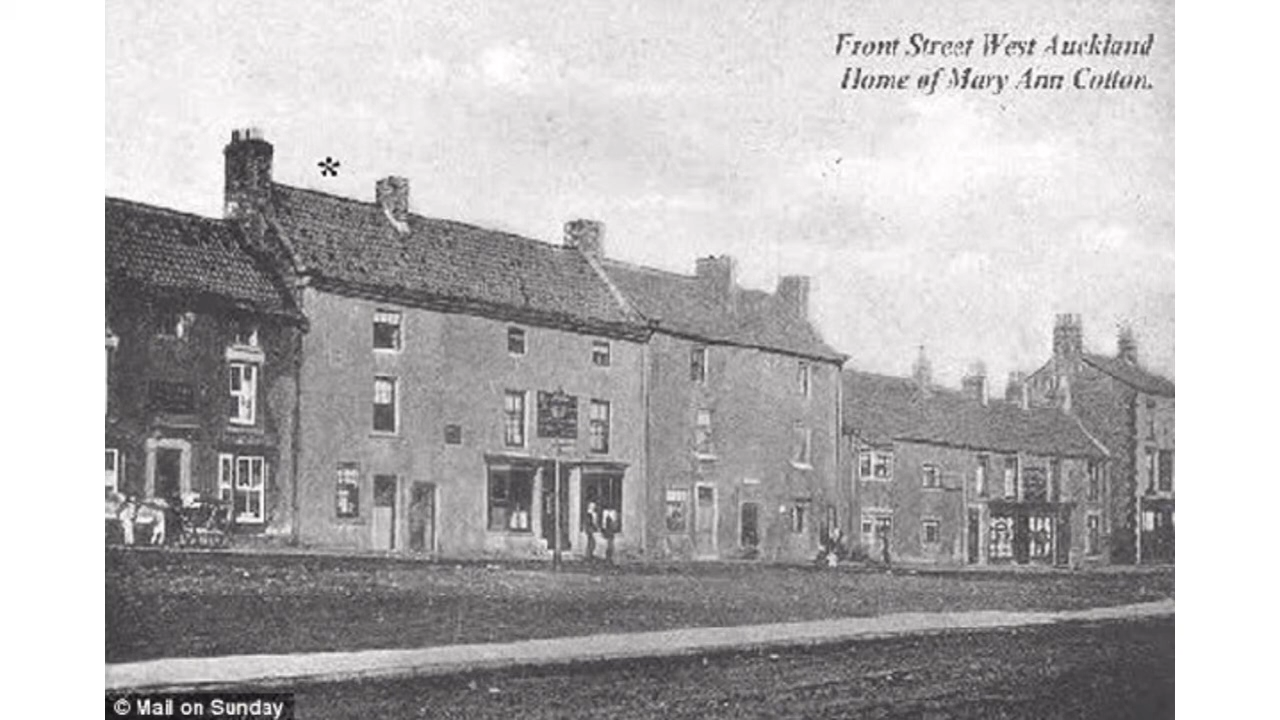 Front Street West Auckland
Home of Mary Ann Cotton.
*
© Mail on Sunday